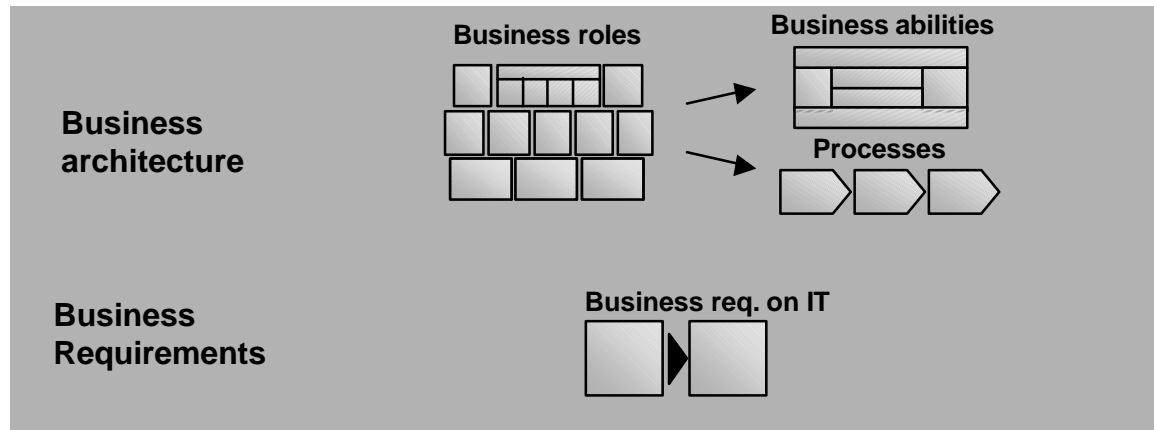 Business roles
Business abilities
Business
architecture
Processes
Business req. on IT
Business
Requirements